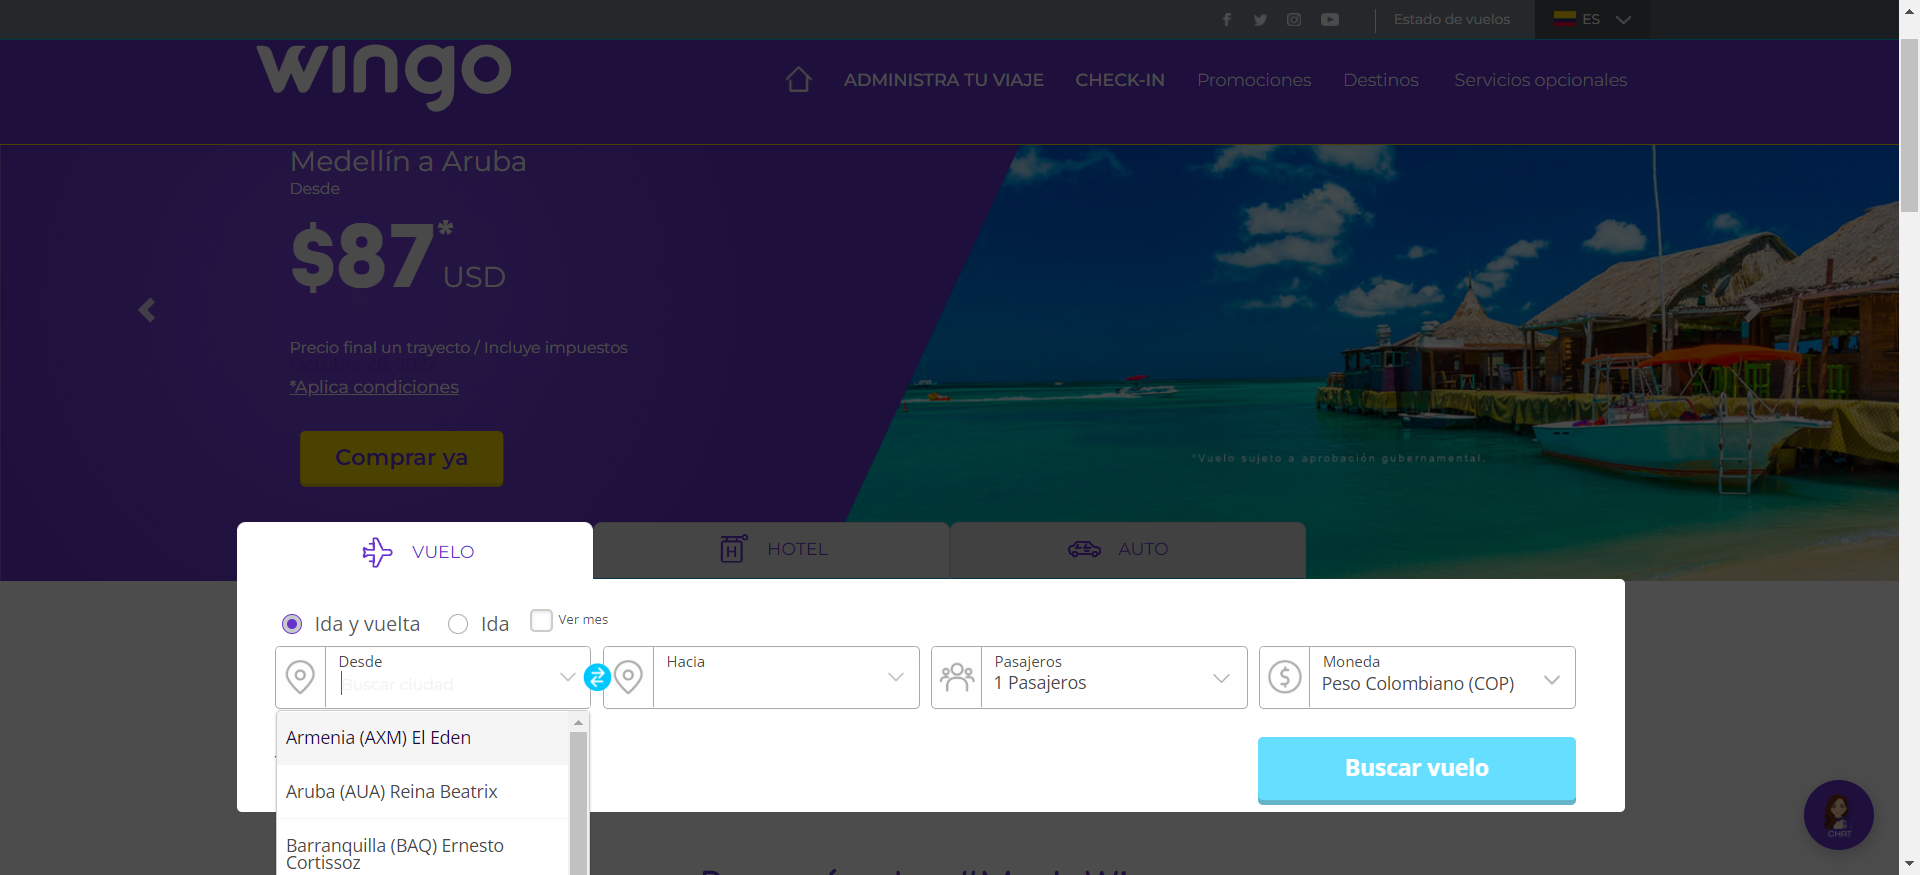 Estado de vuelos
ES
wingo
ADMINISTRA TU VIAJE
CHECK-IN
Promociones
Destinos
Servicios opcionales
Medellín a Aruba
Desde
$87*
USD
Precio final un trayecto / Incluye impuestos
*Aplica condiciones
Comprar ya
*Vuelo sujeto a aprobación gubernamental.
VUELO
HOTEL
AUTO
Ida y vuelta
Ida
Ver mes
Desde
Buscar ciudad
Hacia
Pasajeros
1 Pasajeros
Moneda
Peso Colombiano (COP)
Armenia (AXM) El Eden
Aruba (AUA) Reina Beatrix
Barranquilla (BAQ) Ernesto
Cortissoz
Buscar vuelo
CHAT